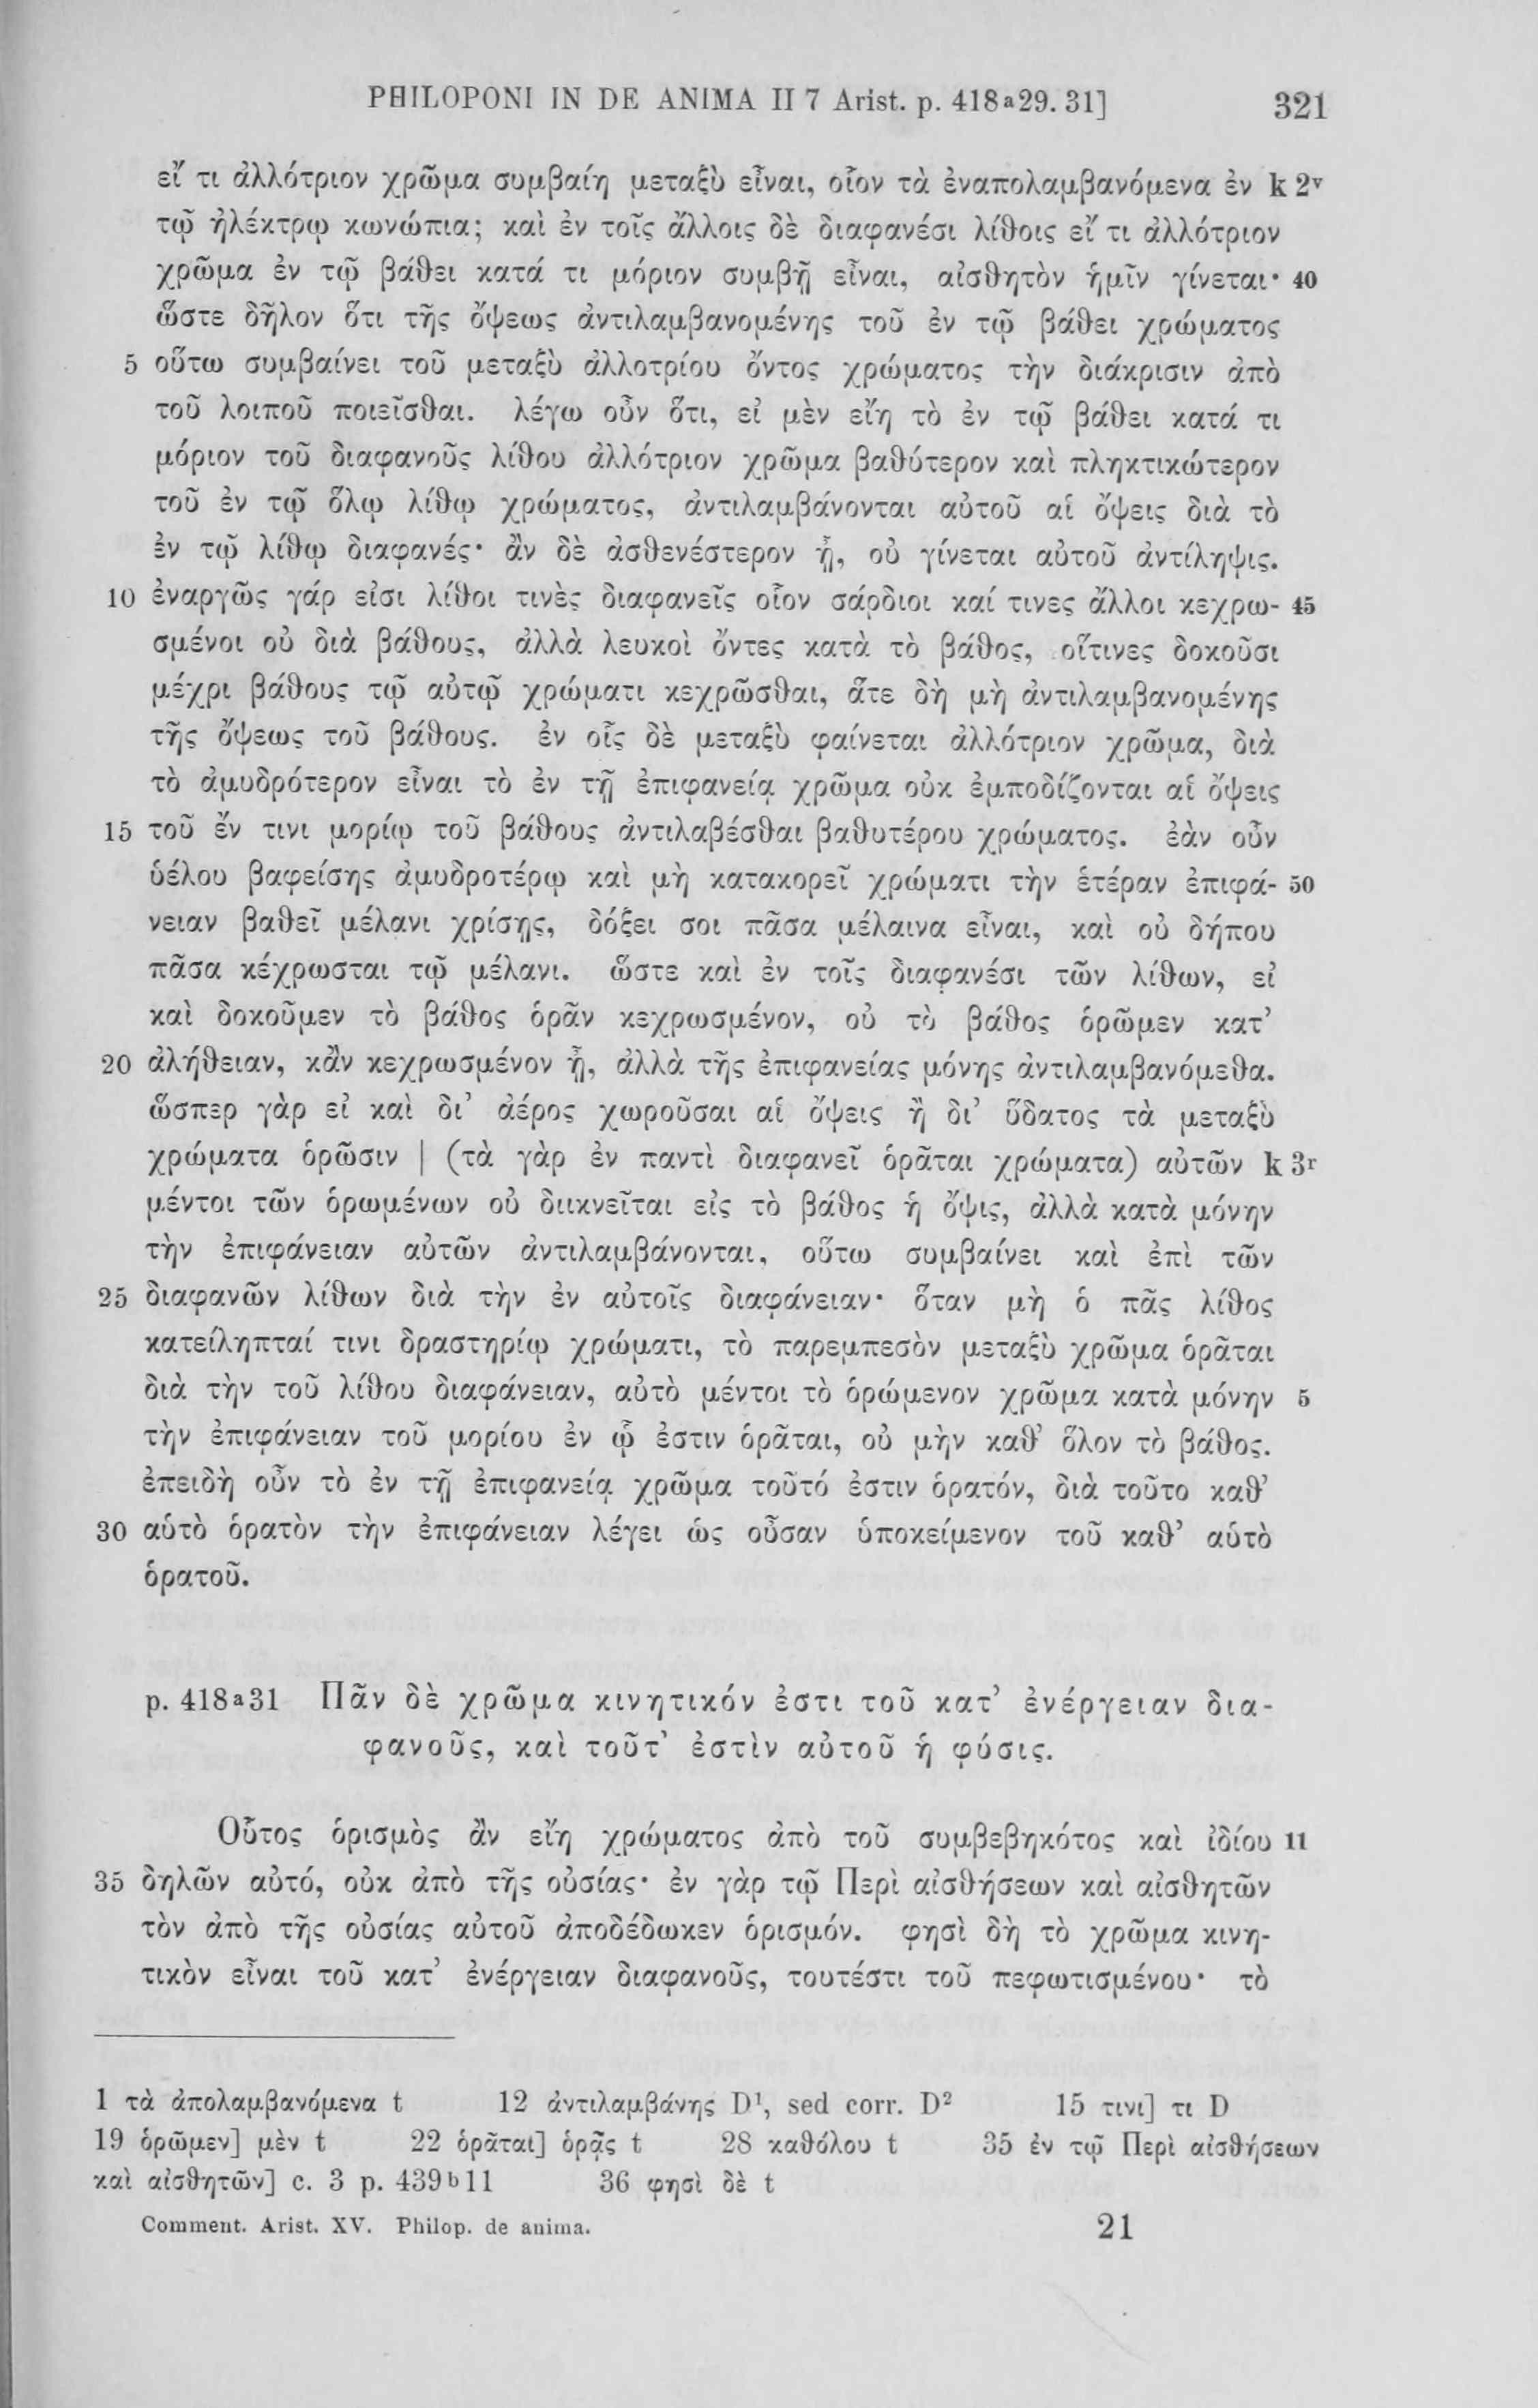 PHILOPONI IN DE ANIMA II 7 Arist. p. 418a29. 31] 321
εἴ τι ἀλλότριον χρῶμα συμβαίη μεταξὺ εἶναι, οἷον τὰ ἐναπολαμβανόμενα ἐν k 2v
τῷ ἠλέκτρῳ κωνώπια; καὶ ἐν τοῖς ἄλλοις δὲ διαφανέσι λίθοις εἴ τι ἀλλότριον
χρῶμα ἐν τῷ βάθει κατά τι μόριον συμβῇ εἶναι, αἰσθητὸν ἡμῖν γίνεται· 40
ὥστε δῆλον ὅτι τῆς ὄψεως ἀντιλαμβανομένης τοῦ ἐν τῷ βάθει χρώματος
5 οὕτω συμβαίνει τοῦ μεταξὺ ἀλλοτρίου ὄντος χρώματος τὴν διάκρισιν ἀπὸ
τοῦ λοιποῦ ποιεῖσθαι. λέγω οὖν ὅτι, εἰ μὲν εἴη τὸ ἐν τῷ βάθει κατά τι
μόριον τοῦ διαφανοῦς λίθου ἀλλότριον χρῶμα βαθύτερον καὶ πληκτικώτερον
τοῦ ἐν τῷ ὅλῳ λίθῳ χρώματος, ἀντιλαμβάνονται αὐτοῦ αἱ ὄψεις διὰ τὸ
ἐν τῷ λίθῳ διαφανές· ἂν δὲ ἀσθενέστερον ᾖ, οὐ γίνεται αὐτοῦ ἀντίληψις.
10 ἐναργῶς γάρ εἰσι λίθοι τινὲς διαφανεῖς οἷον σάρδιοι καί τινες ἄλλοι κεχρω- 45
σμένοι οὐ διὰ βάθους, ἀλλὰ λευκοὶ ὄντες κατὰ τὸ βάθος, οἵτινες δοκοῦσι
μέχρι βάθους τῷ αὐτῷ χρώματι κεχρῶσθαι, ἅτε δὴ μὴ ἀντιλαμβανομένης
τῆς ὄψεως τοῦ βάθους. ἐν οἷς δὲ μεταξὺ φαίνεται ἀλλότριον χρῶμα, διὰ
τὸ ἀμυδρότερον εἶναι τὸ ἐν τῇ ἐπιφανείᾳ χρῶμα οὐκ ἐμποδίζονται αἱ ὄψεις
15 τοῦ ἔν τινι μορίῳ τοῦ βάθους ἀντιλαβέσθαι βαθυτέρου χρώματος. ἐὰν οὖν
ὑέλου βαφείσης ἀμυδροτέρῳ καὶ μὴ κατακορεῖ χρώματι τὴν ἑτέραν ἐπιφά- 50
νειαν βαθεῖ μέλανι χρίσῃς, δόξει σοι πᾶσα μέλαινα εἶναι, καὶ οὐ δήπου
πᾶσα κέχρωσται τῷ μέλανι. ὥστε καὶ ἐν τοῖς διαφανέσι τῶν λίθων, εἰ
καὶ δοκοῦμεν τὸ βάθος ὁρᾶν κεχρωσμένον, οὐ τὸ βάθος ὁρῶμεν κατ’
20 ἀλήθειαν, κἂν κεχρωσμένον ᾖ, ἀλλὰ τῆς ἐπιφανείας μόνης ἀντιλαμβανόμεθα.
ὥσπερ γὰρ εἰ καὶ δι’ ἀέρος χωροῦσαι αἱ ὄψεις ἢ δι’ ὕδατος τὰ μεταξὺ
χρώματα ὁρῶσιν | (τὰ γὰρ ἐν παντὶ διαφανεῖ ὁρᾶται χρώματα) αὐτῶν k 3r
μέντοι τῶν ὁρωμένων οὐ διικνεῖται εἰς τὸ βάθος ἡ ὄψις, ἀλλὰ κατὰ μόνην
τὴν ἐπιφάνειαν αὐτῶν ἀντιλαμβάνονται, οὕτω συμβαίνει καὶ ἐπὶ τῶν
25 διαφανῶν λίθων διὰ τὴν ἐν αὐτοῖς διαφάνειαν· ὅταν μὴ ὁ πᾶς λίθος
κατείληπταί τινι δραστηρίῳ χρώματι, τὸ παρεμπεσὸν μεταξὺ χρῶμα ὁρᾶται
διὰ τὴν τοῦ λίθου διαφάνειαν, αὐτὸ μέντοι τὸ ὁρώμενον χρῶμα κατὰ μόνην 5
τὴν ἐπιφάνειαν τοῦ μορίου ἐν ᾧ ἐστιν ὁρᾶται, οὐ μὴν καθ’ ὅλον τὸ βάθος.
ἐπειδὴ οὖν τὸ ἐν τῇ ἐπιφανείᾳ χρῶμα τοῦτό ἐστιν ὁρατόν, διὰ τοῦτο καθ’
30 αὑτὸ ὁρατὸν τὴν ἐπιφάνειαν λέγει ὡς οὖσαν ὑποκείμενον τοῦ καθ’ αὑτὸ
ὁρατοῦ.
p. 418a31 Πᾶν δὲ χρῶμα κινητικόν ἐστι τοῦ κατ’ ἐνέργειαν δια-
φανοῦς, καὶ τοῦτ’ ἐστὶν αὐτοῦ ἡ φύσις.
Οὗτος ὁρισμὸς ἂν εἴη χρώματος ἀπὸ τοῦ συμβεβηκότος καὶ ἰδίου 11
35 δηλῶν αὐτό, οὐκ ἀπὸ τῆς οὐσίας· ἐν γὰρ τῷ Περὶ αἰσθήσεων καὶ αἰσθητῶν
τὸν ἀπὸ τῆς οὐσίας αὐτοῦ ἀποδέδωκεν ὁρισμόν. φησὶ δὴ τὸ χρῶμα κινη-
τικὸν εἶναι τοῦ κατ’ ἐνέργειαν διαφανοῦς, τουτέστι τοῦ πεφωτισμένου· τὸ
1 τὰ ἀπολαμβανόμενα t 12 ἀντιλαμβάνης D¹, sed corr. D² 15 τινι] τι D
19 ὁρῶμεν] μὲν t 22 ὁρᾶται] ὁρᾷς t 28 καθόλου t 35 ἐν τῷ Περὶ αἰσθήσεων
καὶ αἰσθητῶν] c. 3 p. 439b11 36 φησὶ δὲ t
Comment. Arist. XV. Philop. de anima. 21